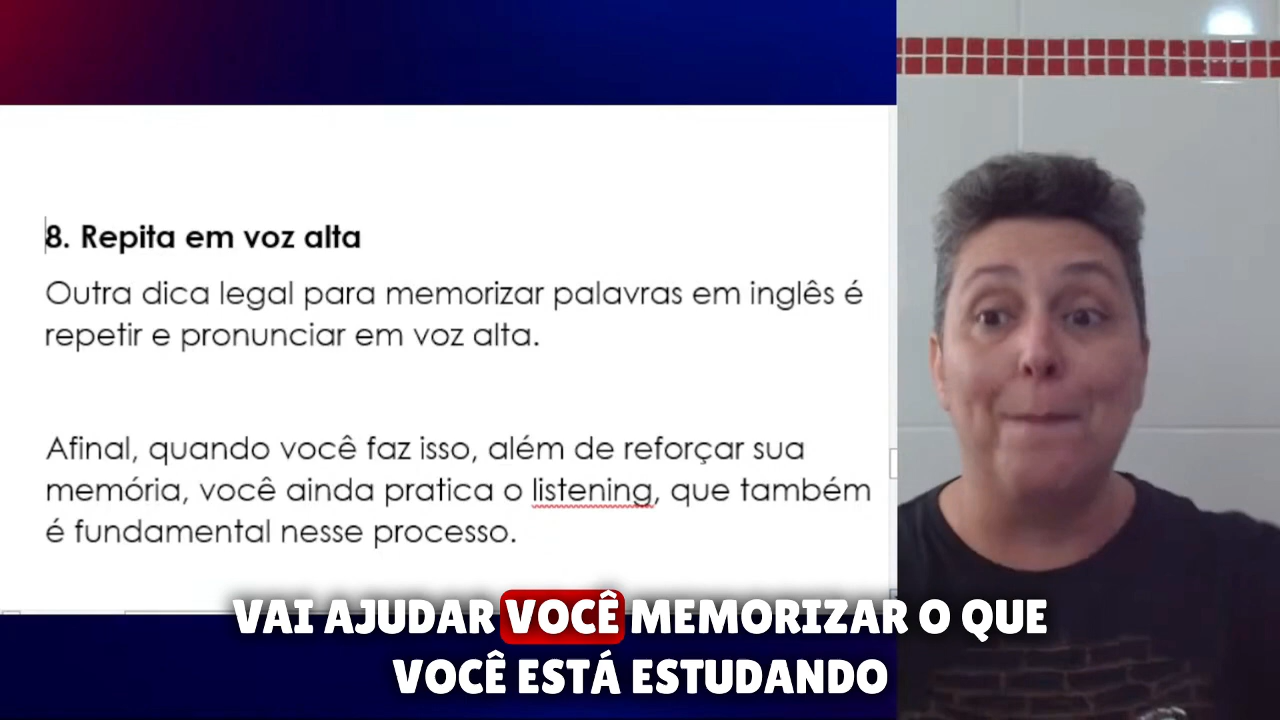 8. Repita em voz alta
Outra dica legal para memorizar palavras em inglês é
repetir e pronunciar em voz alta.
Afinal, quando você faz isso, além de reforçar sua
memória, você ainda pratica o listening, que também
é fundamental nesse processo.
VAI AJUDAR VOCÊ MEMORIZAR O QUE
VOCÊ ESTÁ ESTUDANDO